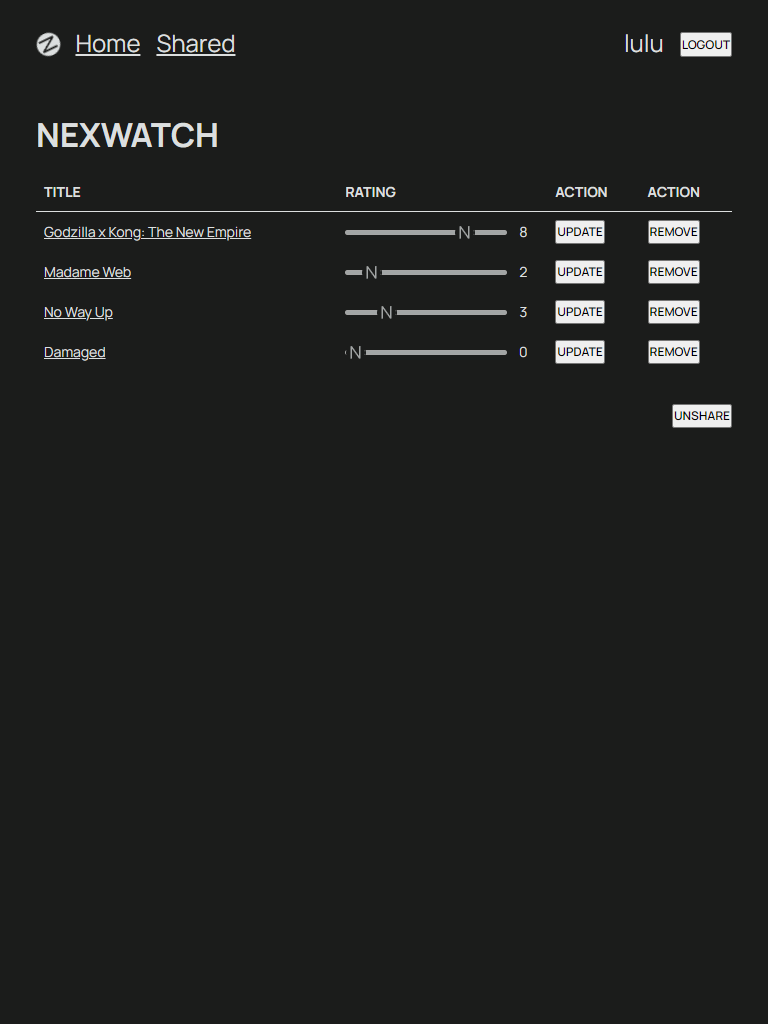 Home Shared lulu LOGOUT
NEXWATCH
TITLE RATING ACTION ACTION
Godzilla x Kong: The New Empire N 8 UPDATE REMOVE
Madame Web N 2 UPDATE REMOVE
No Way Up N 3 UPDATE REMOVE
Damaged N 0 UPDATE REMOVE
UNSHARE